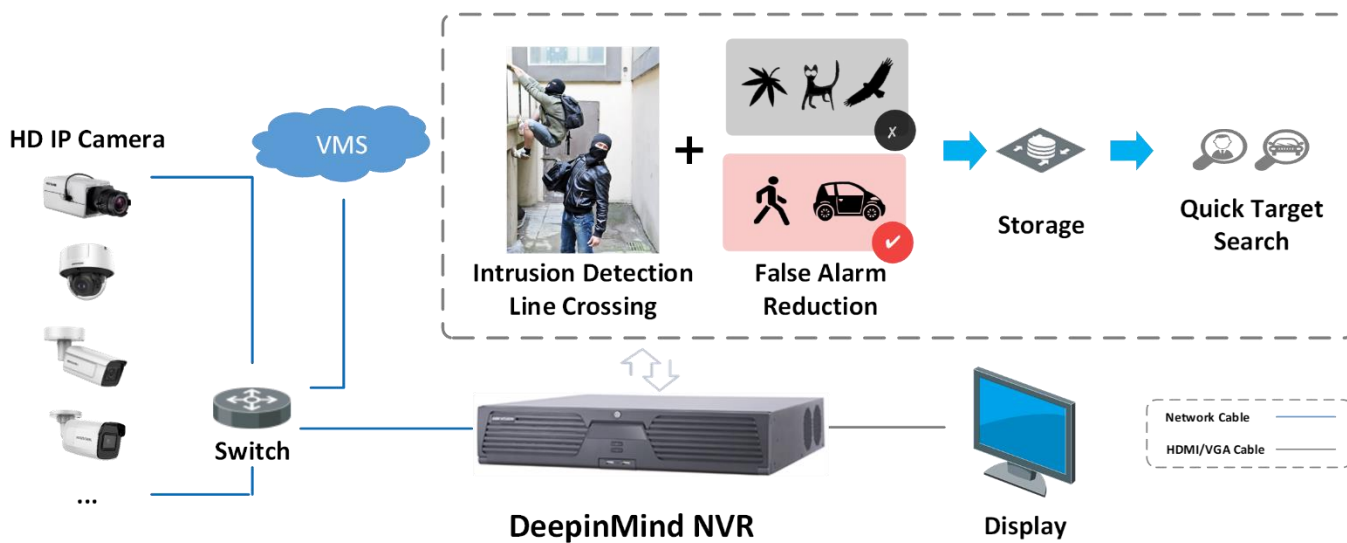 HD IP Camera
VMS
Intrusion Detection
Line Crossing
+
False Alarm
Reduction
Storage
Quick Target
Search
Switch
...
HIKVISION
DeepinMind NVR
Display
Network Cable
HDMI/VGA Cable